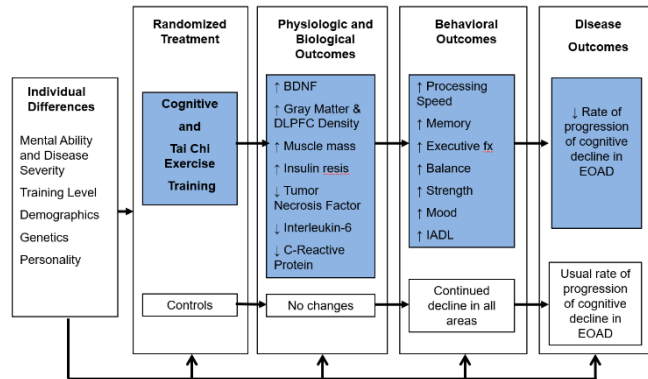 Individual
Differences
Mental Ability
and Disease
Severity
Training Level
Demographics
Genetics
Personality
Randomized
Treatment
Cognitive
and
Tai Chi
Exercise
Training
Controls
Physiologic and
Biological
Outcomes
↑ BDNF
↑ Gray Matter &
DLPFC Density
↑ Muscle mass
↑ Insulin resis
↓ Tumor
Necrosis Factor
↓ Interleukin-6
↓ C-Reactive
Protein
No changes
Behavioral
Outcomes
↑ Processing
Speed
↑ Memory
↑ Executive fx
↑ Balance
↑ Strength
↑ Mood
↑ IADL
Continued
decline in all
areas
Disease
Outcomes
↓ Rate of
progression
of cognitive
decline in
EOAD
Usual rate of
progression
of cognitive
decline in
EOAD